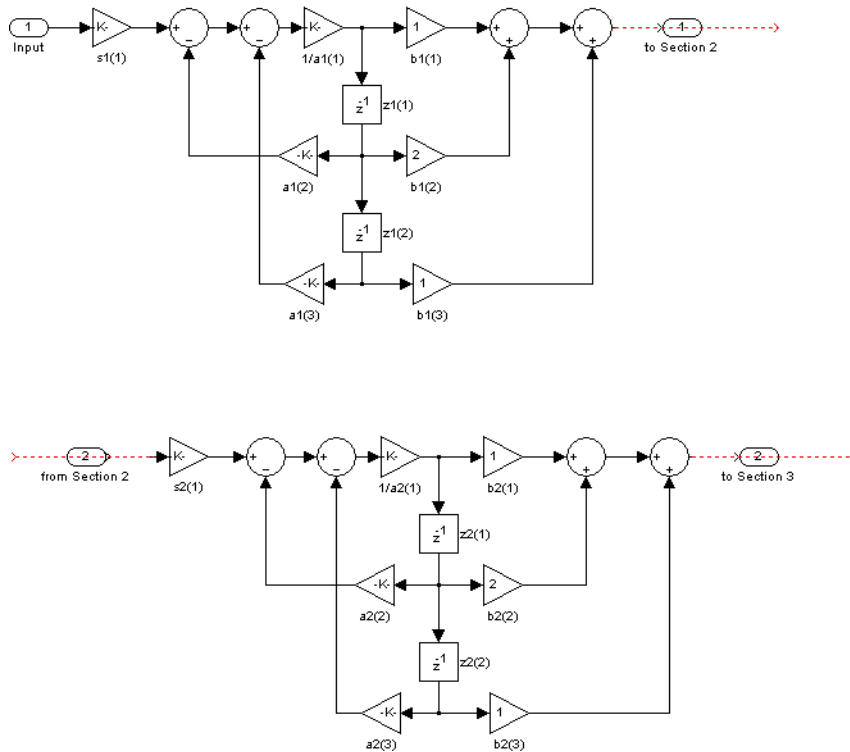 1 K- + + K- 1 + + 1
Input s1(1) − − 1/a1(1) b1(1) + + to Section 2
z-1 z1(1)
-K- 2
a1(2) b1(2)
z-1 z1(2)
-K- 1
a1(3) b1(3)
2 K- + + K- 1 + + 2
from Section 2 s2(1) − − 1/a2(1) b2(1) + + to Section 3
z-1 z2(1)
-K- 2
a2(2) b2(2)
z-1 z2(2)
-K- 1
a2(3) b2(3)